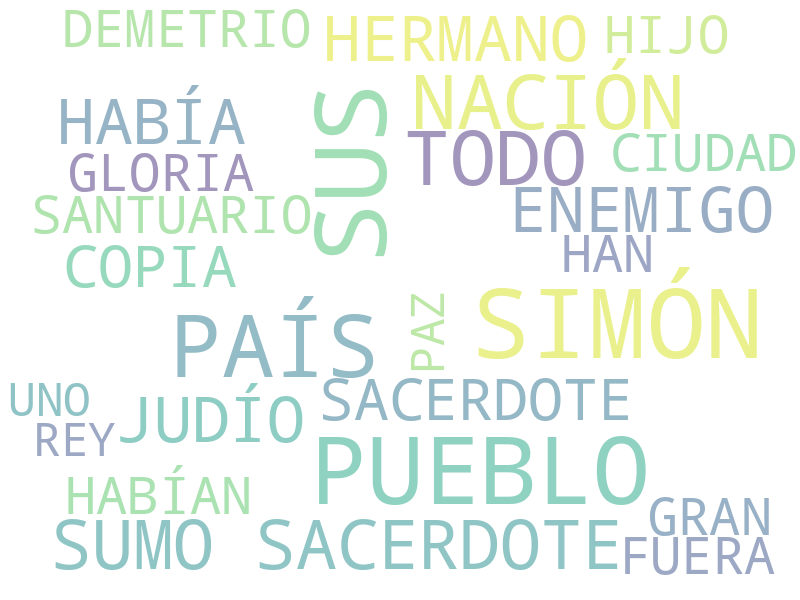 DEMETRIO
HERMANO
HIJO
NACIÓN
HABÍA
SUS
TODO
CIUDAD
GLORIA
SANTUARIO
ENEMIGO
HAN
COPIA
SIMÓN
PAÍS
PAZ
UNO
SACERDOTE
JUDÍO
REY
PUEBLO
HABÍAN
GRAN
SUMO SACERDOTE
FUERA